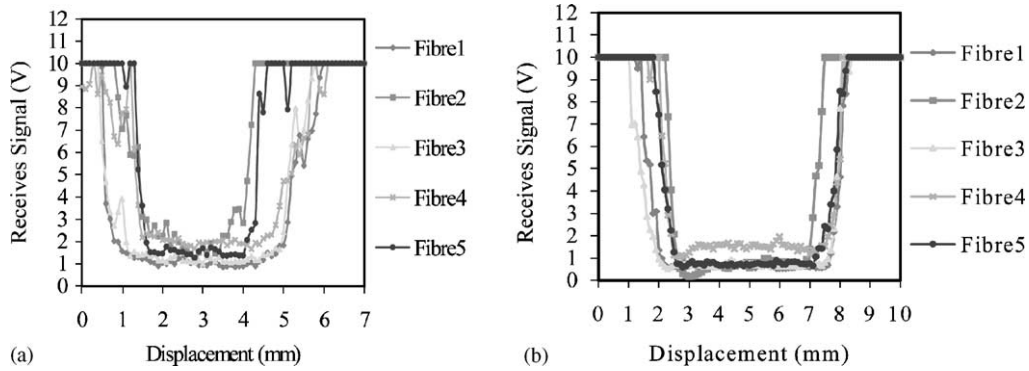 12
11
10
9
8
7
6
5
4
3
2
1
0
Receives Signal (V)
0 1 2 3 4 5 6 7
Displacement (mm)
(a)
Fibre1
Fibre2
Fibre3
Fibre4
Fibre5
12
11
10
9
8
7
6
5
4
3
2
1
0
Receives Signal (V)
0 1 2 3 4 5 6 7 8 9 10
Displacement (mm)
(b)
Fibre1
Fibre2
Fibre3
Fibre4
Fibre5